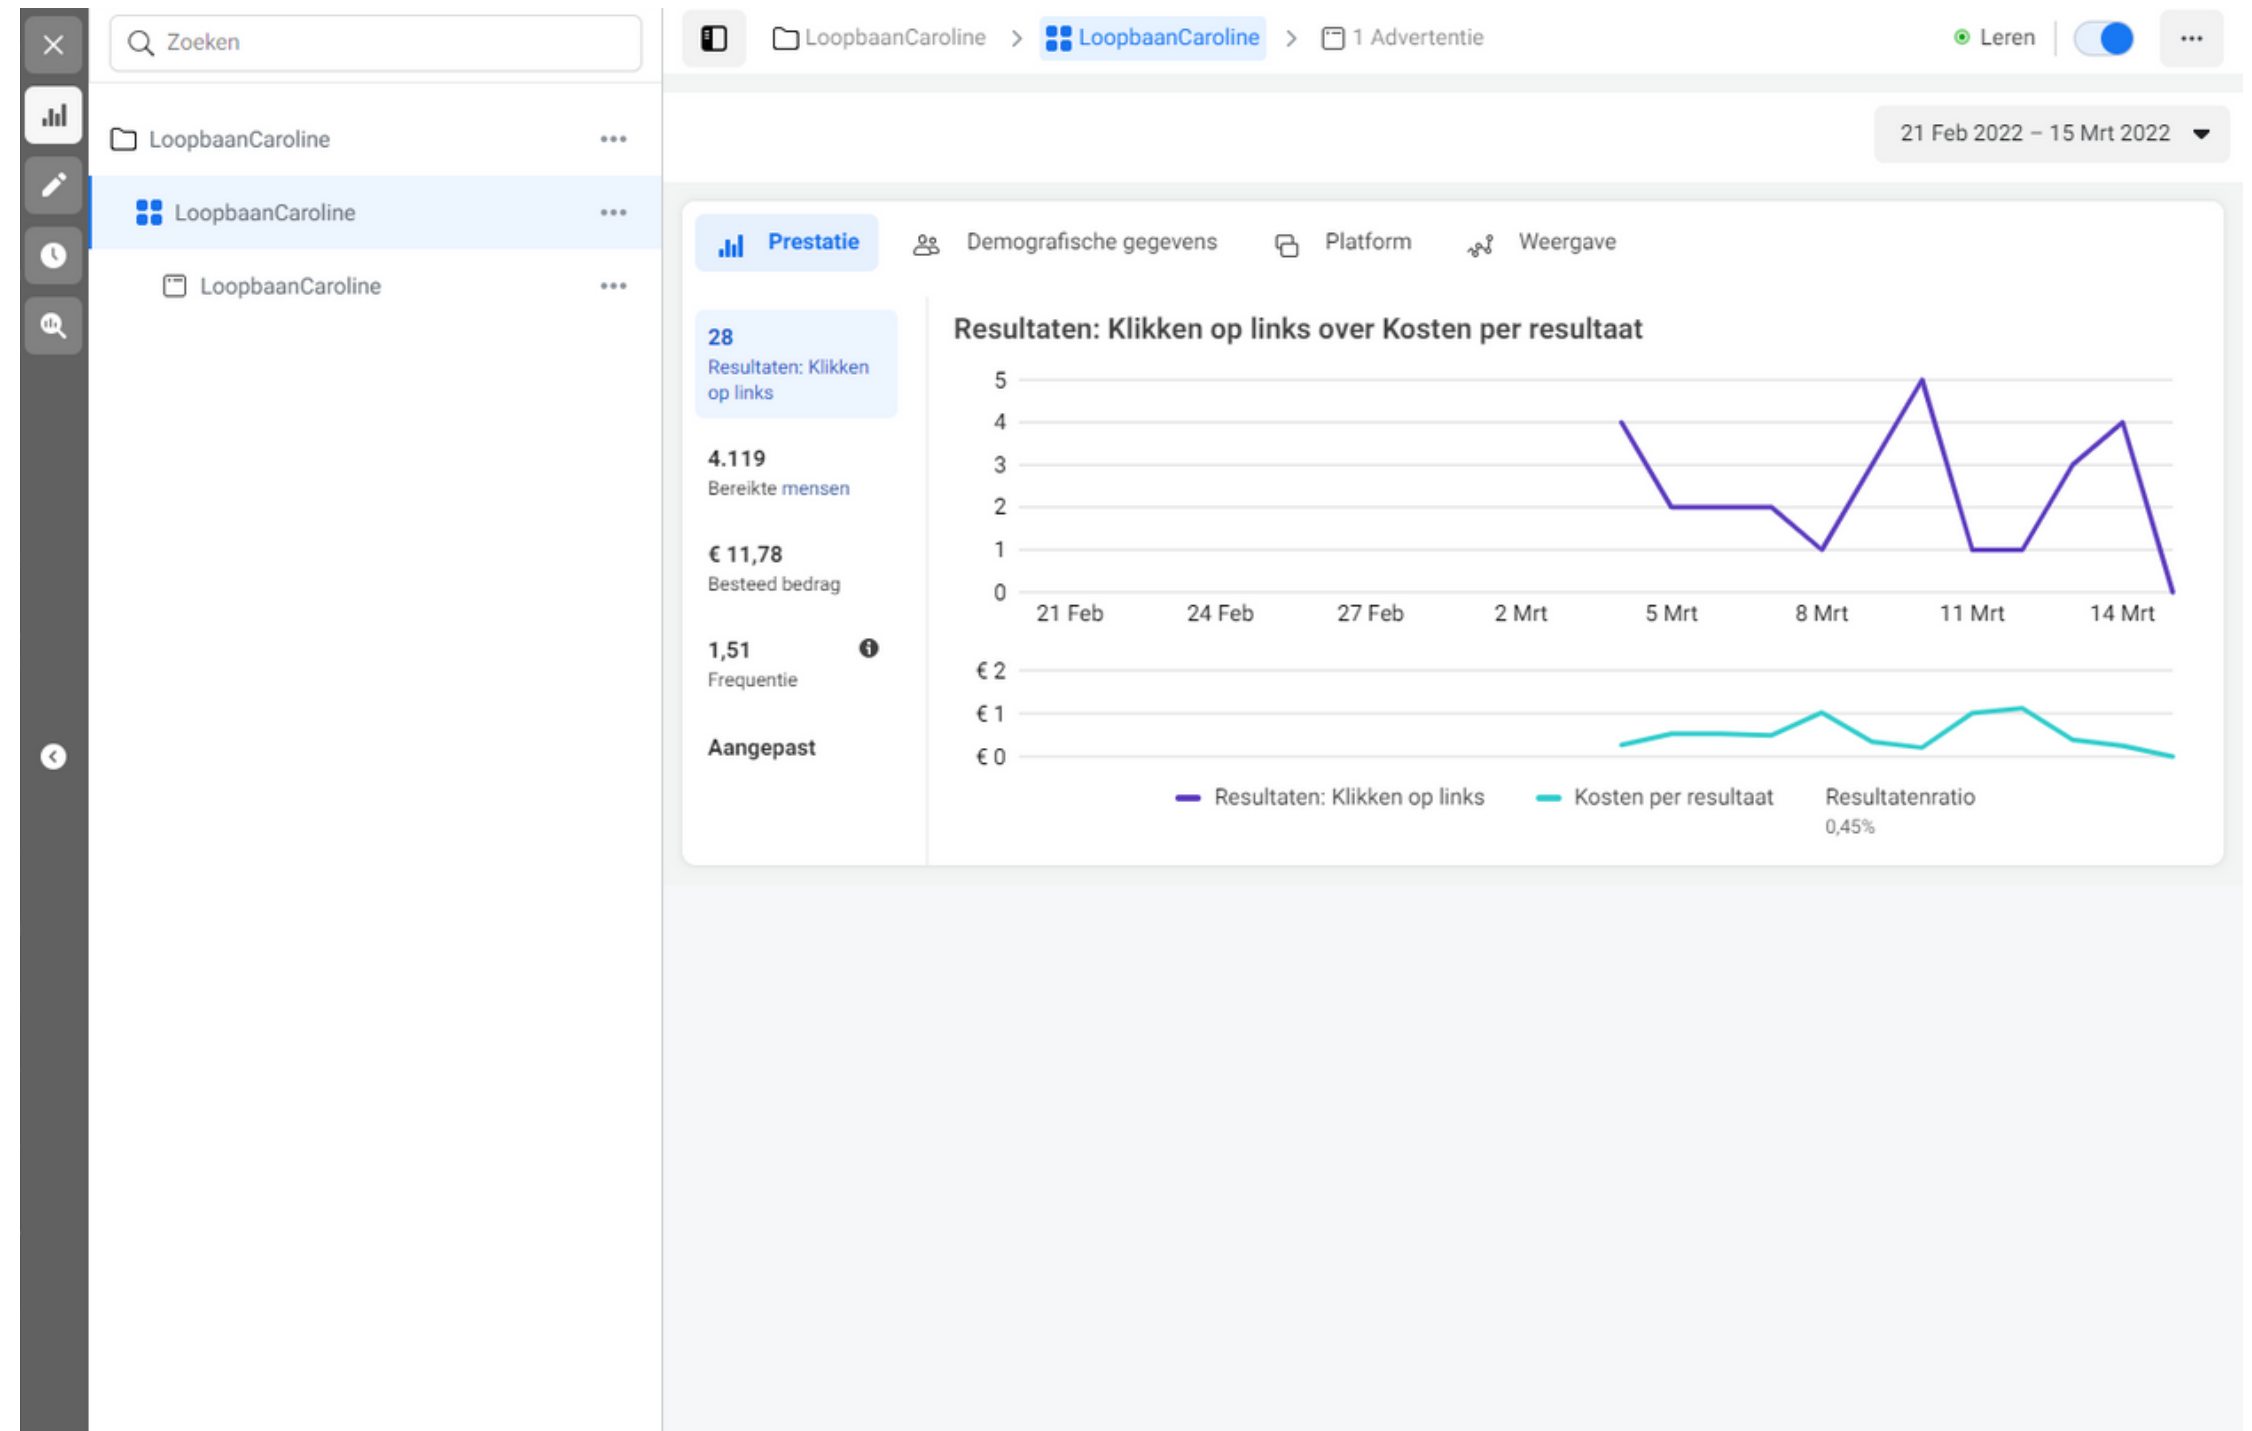 Zoeken
LoopbaanCaroline
LoopbaanCaroline
LoopbaanCaroline
LoopbaanCaroline > LoopbaanCaroline > 1 Advertentie
Leren
21 Feb 2022 – 15 Mrt 2022
Prestatie Demografische gegevens Platform Weergave
28
Resultaten: Klikken
op links
4.119
Bereikte mensen
€ 11,78
Besteed bedrag
1,51
Frequentie
Aangepast
Resultaten: Klikken op links over Kosten per resultaat
5
4
3
2
1
0
21 Feb 24 Feb 27 Feb 2 Mrt 5 Mrt 8 Mrt 11 Mrt 14 Mrt
€ 2
€ 1
€ 0
Resultaten: Klikken op links Kosten per resultaat Resultatenratio
0,45%